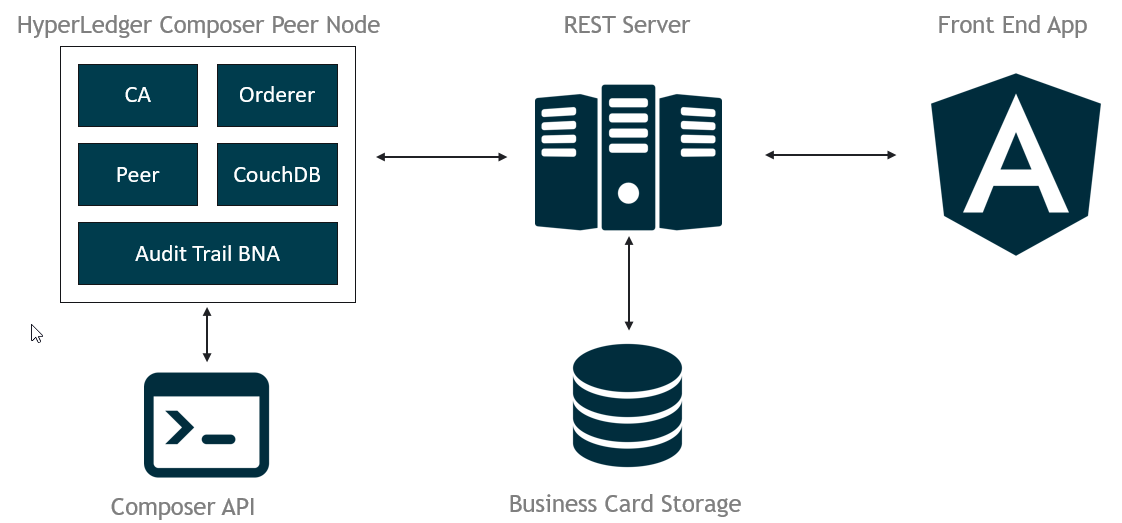 HyperLedger Composer Peer Node
REST Server
Front End App
CA
Orderer
Peer
CouchDB
Audit Trail BNA
Composer API
Business Card Storage